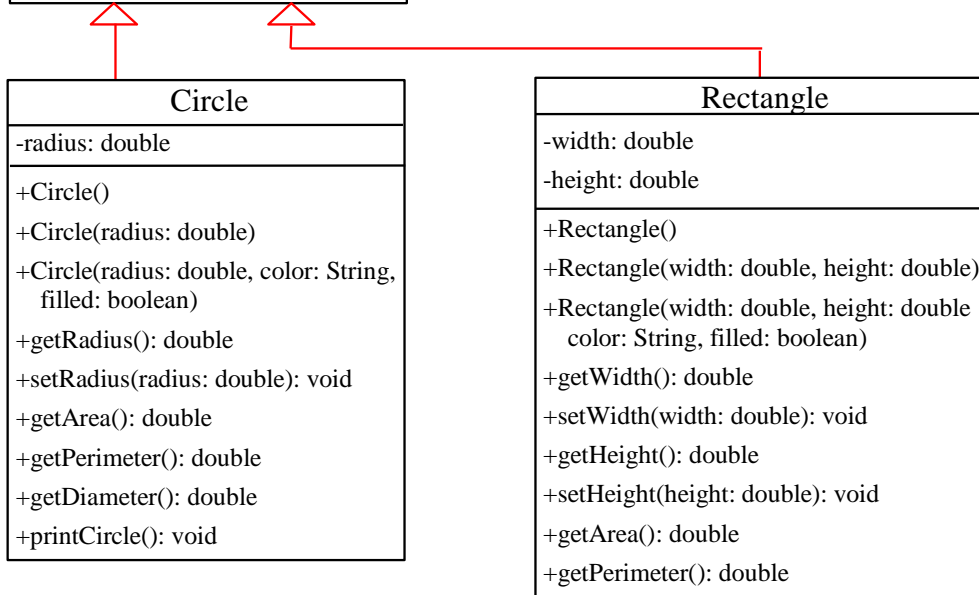 Circle
-radius: double
+Circle()
+Circle(radius: double)
+Circle(radius: double, color: String,
filled: boolean)
+getRadius(): double
+setRadius(radius: double): void
+getArea(): double
+getPerimeter(): double
+getDiameter(): double
+printCircle(): void
Rectangle
-width: double
-height: double
+Rectangle()
+Rectangle(width: double, height: double)
+Rectangle(width: double, height: double
color: String, filled: boolean)
+getWidth(): double
+setWidth(width: double): void
+getHeight(): double
+setHeight(height: double): void
+getArea(): double
+getPerimeter(): double